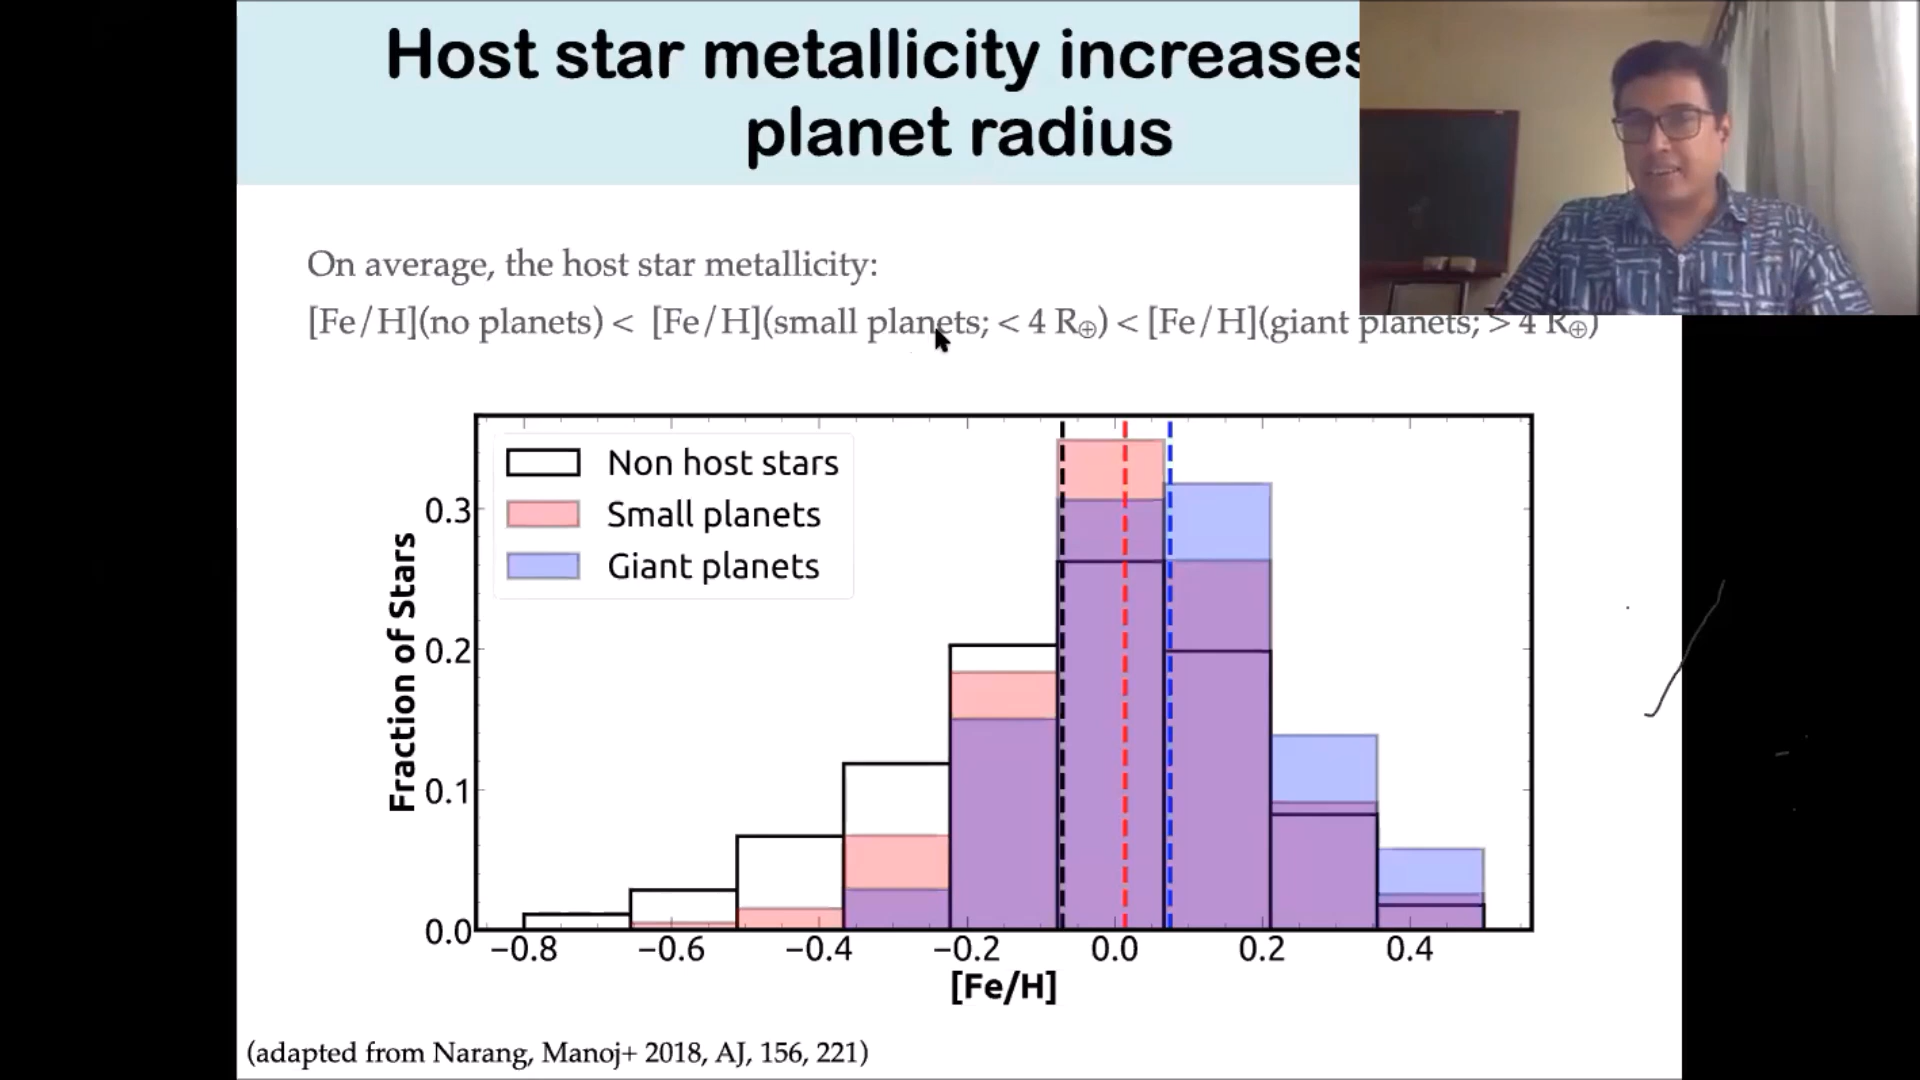 Host star metallicity increases
planet radius
On average, the host star metallicity:
[Fe/H](no planets) < [Fe/H](small planets; < 4 R⊕) < [Fe/H](giant planets; > 4 R⊕)
Non host stars
Small planets
Giant planets
Fraction of Stars
0.3
0.2
0.1
0.0
−0.8 −0.6 −0.4 −0.2 0.0 0.2 0.4
[Fe/H]
(adapted from Narang, Manoj+ 2018, AJ, 156, 221)